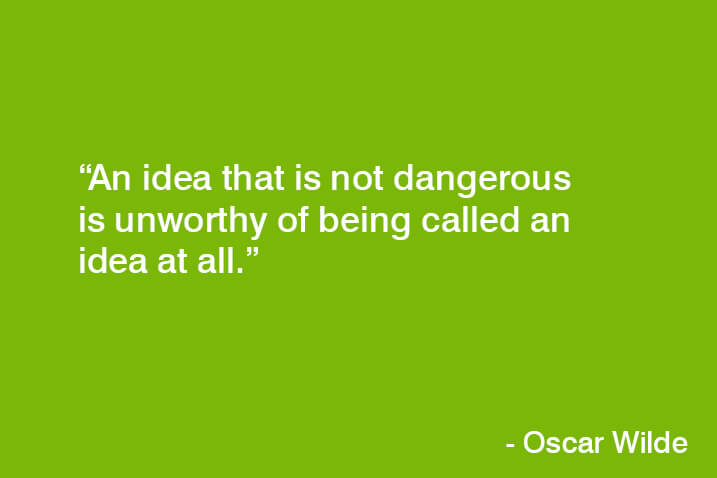 “An idea that is not dangerous
is unworthy of being called an
idea at all.”
- Oscar Wilde